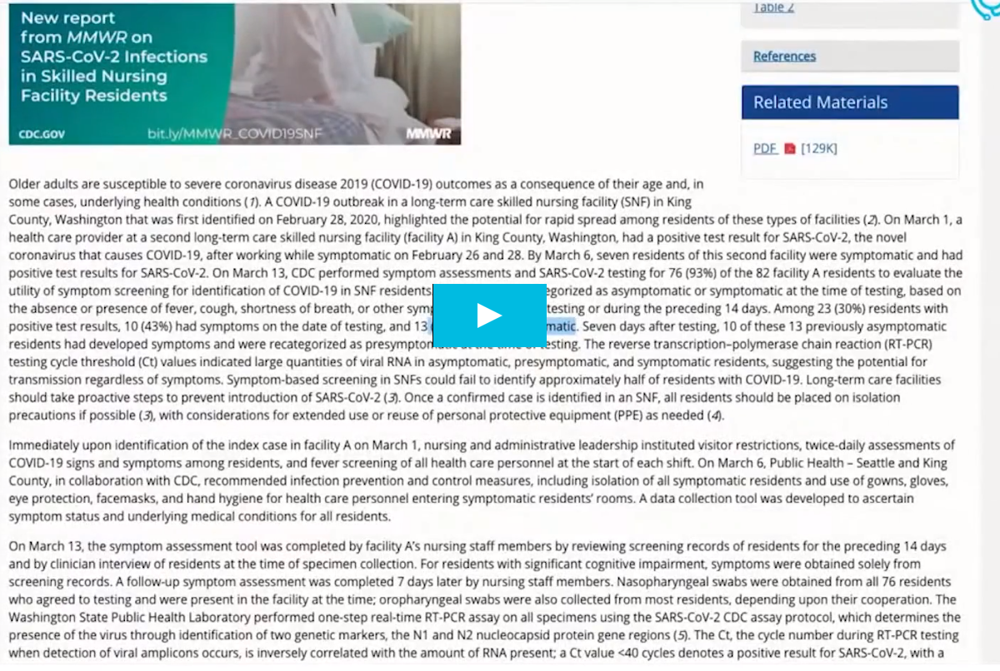 New report
from MMWR on
SARS-CoV-2 Infections
in Skilled Nursing
Facility Residents
CDC.GOV
bit.ly/MMWR_COVID19SNF
MMWR
Table 2
References
Related Materials
PDF [129K]
Older adults are susceptible to severe coronavirus disease 2019 (COVID-19) outcomes as a consequence of their age and, in
some cases, underlying health conditions (1). A COVID-19 outbreak in a long-term care skilled nursing facility (SNF) in King
County, Washington that was first identified on February 28, 2020, highlighted the potential for rapid spread among residents of these types of facilities (2). On March 1, a
health care provider at a second long-term care skilled nursing facility (facility A) in King County, Washington, had a positive test result for SARS-CoV-2, the novel
coronavirus that causes COVID-19, after working while symptomatic on February 26 and 28. By March 6, seven residents of this second facility were symptomatic and had
positive test results for SARS-CoV-2. On March 13, CDC performed symptom assessments and SARS-CoV-2 testing for 76 (93%) of the 82 facility A residents to evaluate the
utility of symptom screening for identification of COVID-19 in SNF residents egorized as asymptomatic or symptomatic at the time of testing, based on
the absence or presence of fever, cough, shortness of breath, or other symp testing or during the preceding 14 days. Among 23 (30%) residents with
positive test results, 10 (43%) had symptoms on the date of testing, and 13 matic. Seven days after testing, 10 of these 13 previously asymptomatic
residents had developed symptoms and were recategorized as presymptomatic at the time of testing. The reverse transcription–polymerase chain reaction (RT-PCR)
testing cycle threshold (Ct) values indicated large quantities of viral RNA in asymptomatic, presymptomatic, and symptomatic residents, suggesting the potential for
transmission regardless of symptoms. Symptom-based screening in SNFs could fail to identify approximately half of residents with COVID-19. Long-term care facilities
should take proactive steps to prevent introduction of SARS-CoV-2 (3). Once a confirmed case is identified in an SNF, all residents should be placed on isolation
precautions if possible (3), with considerations for extended use or reuse of personal protective equipment (PPE) as needed (4).
Immediately upon identification of the index case in facility A on March 1, nursing and administrative leadership instituted visitor restrictions, twice-daily assessments of
COVID-19 signs and symptoms among residents, and fever screening of all health care personnel at the start of each shift. On March 6, Public Health – Seattle and King
County, in collaboration with CDC, recommended infection prevention and control measures, including isolation of all symptomatic residents and use of gowns, gloves,
eye protection, facemasks, and hand hygiene for health care personnel entering symptomatic residents' rooms. A data collection tool was developed to ascertain
symptom status and underlying medical conditions for all residents.
On March 13, the symptom assessment tool was completed by facility A's nursing staff members by reviewing screening records of residents for the preceding 14 days
and by clinician interview of residents at the time of specimen collection. For residents with significant cognitive impairment, symptoms were obtained solely from
screening records. A follow-up symptom assessment was completed 7 days later by nursing staff members. Nasopharyngeal swabs were obtained from all 76 residents
who agreed to testing and were present in the facility at the time; oropharyngeal swabs were also collected from most residents, depending upon their cooperation. The
Washington State Public Health Laboratory performed one-step real-time RT-PCR assay on all specimens using the SARS-CoV-2 CDC assay protocol, which determines the
presence of the virus through identification of two genetic markers, the N1 and N2 nucleocapsid protein gene regions (5). The Ct, the cycle number during RT-PCR testing
when detection of viral amplicons occurs, is inversely correlated with the amount of RNA present; a Ct value <40 cycles denotes a positive result for SARS-CoV-2, with a